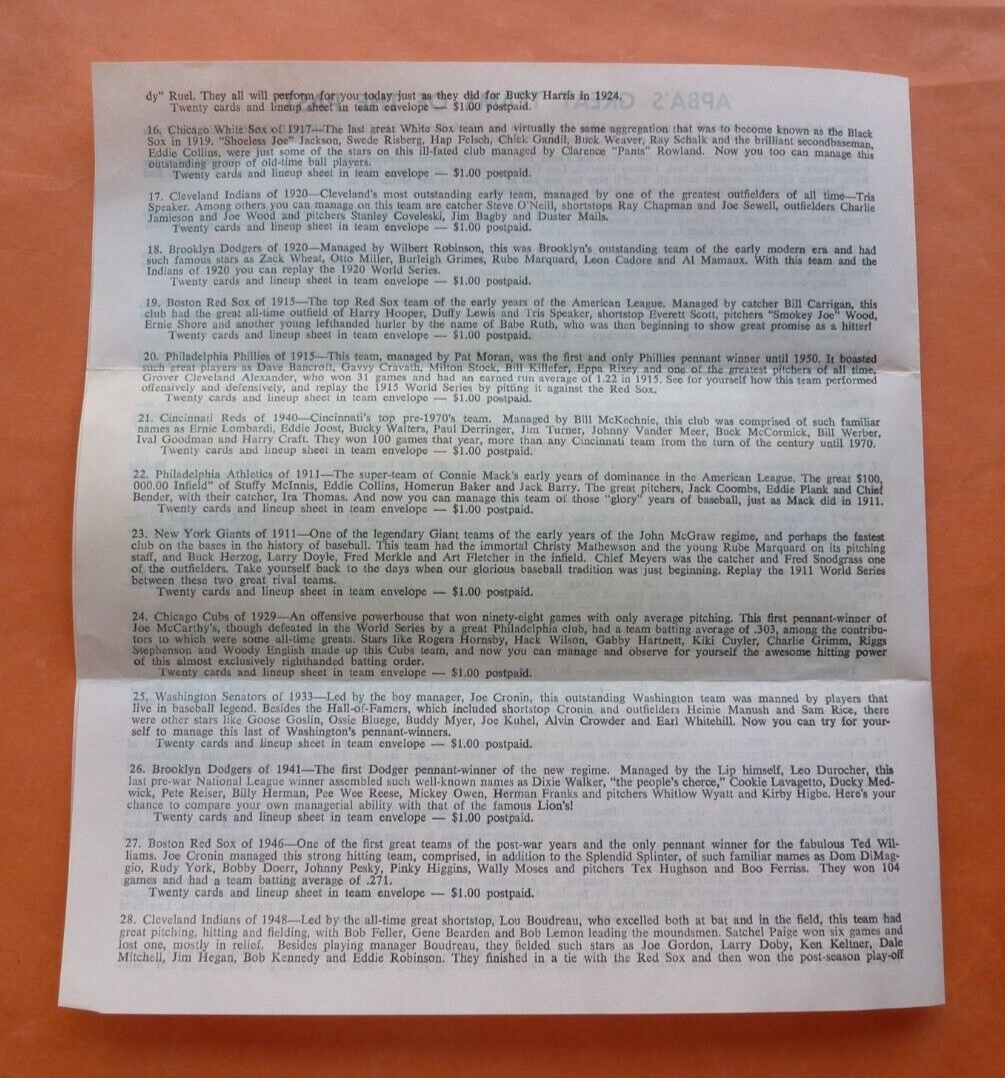 dy" Ruel. They all will perform for you today just as they did for Bucky Harris in 1924.
Twenty cards and lineup sheet in team envelope — $1.00 postpaid.
16. Chicago White Sox of 1917—The last great White Sox team and virtually the same aggregation that was to become known as the Black
Sox in 1919. "Shoeless Joe" Jackson, Swede Risberg, Hap Felsch, Chick Gandil, Buck Weaver, Ray Schalk and the brilliant secondbaseman,
Eddie Collins, were just some of the stars on this ill-fated club managed by Clarence "Pants" Rowland. Now you too can manage this
outstanding group of old-time ball players.
Twenty cards and lineup sheet in team envelope — $1.00 postpaid.
17. Cleveland Indians of 1920—Cleveland's most outstanding early team, managed by one of the greatest outfielders of all time—Tris
Speaker. Among others you can manage on this team are catcher Steve O'Neill, shortstops Ray Chapman and Joe Sewell, outfielders Charlie
Jamieson and Joe Wood and pitchers Stanley Coveleski, Jim Bagby and Duster Mails.
Twenty cards and lineup sheet in team envelope — $1.00 postpaid.
18. Brooklyn Dodgers of 1920—Managed by Wilbert Robinson, this was Brooklyn's outstanding team of the early modern era and had
such famous stars as Zack Wheat, Otto Miller, Burleigh Grimes, Rube Marquard, Leon Cadore and Al Mamaux. With this team and the
Indians of 1920 you can replay the 1920 World Series.
Twenty cards and lineup sheet in team envelope — $1.00 postpaid.
19. Boston Red Sox of 1915—The top Red Sox team of the early years of the American League. Managed by catcher Bill Carrigan, this
club had the great all-time outfield of Harry Hooper, Duffy Lewis and Tris Speaker, shortstop Everett Scott, pitchers "Smokey Joe" Wood,
Ernie Shore and another young lefthanded hurler by the name of Babe Ruth, who was then beginning to show great promise as a hitter!
Twenty cards and lineup sheet in team envelope — $1.00 postpaid.
20. Philadelphia Phillies of 1915—This team, managed by Pat Moran, was the first and only Phillies pennant winner until 1950. It boasted
such great players as Dave Bancroft, Gavvy Cravath, Milton Stock, Bill Killefer, Eppa Rixey and one of the greatest pitchers of all time,
Grover Cleveland Alexander, who won 31 games and had an earned run average of 1.22 in 1915. See for yourself how this team performed
offensively and defensively, and replay the 1915 World Series by pitting it against the Red Sox.
Twenty cards and lineup sheet in team envelope — $1.00 postpaid.
21. Cincinnati Reds of 1940—Cincinnati's top pre-1970's team. Managed by Bill McKechnie, this club was comprised of such familiar
names as Ernie Lombardi, Eddie Joost, Bucky Walters, Paul Derringer, Jim Turner, Johnny Vander Meer, Buck McCormick, Bill Werber,
Ival Goodman and Harry Craft. They won 100 games that year, more than any Cincinnati team from the turn of the century until 1970.
Twenty cards and lineup sheet in team envelope — $1.00 postpaid.
22. Philadelphia Athletics of 1911—The super-team of Connie Mack's early years of dominance in the American League. The great $100,
000.00 Infield" of Stuffy McInnis, Eddie Collins, Homerun Baker and Jack Barry. The great pitchers, Jack Coombs, Eddie Plank and Chief
Bender, with their catcher, Ira Thomas. And now you can manage this team of those "glory" years of baseball, just as Mack did in 1911.
Twenty cards and lineup sheet in team envelope — $1.00 postpaid.
23. New York Giants of 1911—One of the legendary Giant teams of the early years of the John McGraw regime, and perhaps the fastest
club on the bases in the history of baseball. This team had the immortal Christy Mathewson and the young Rube Marquard on its pitching
staff, and Buck Herzog, Larry Doyle, Fred Merkle and Art Fletcher in the infield. Chief Meyers was the catcher and Fred Snodgrass one
of the outfielders. Take yourself back to the days when our glorious baseball tradition was just beginning. Replay the 1911 World Series
between these two great rival teams.
Twenty cards and lineup sheet in team envelope — $1.00 postpaid.
24. Chicago Cubs of 1929—An offensive powerhouse that won ninety-eight games with only average pitching. This first pennant-winner of
Joe McCarthy's, though defeated in the World Series by a great Philadelphia club, had a team batting average of .303, among the contribu-
tors to which were some all-time greats. Stars like Rogers Hornsby, Hack Wilson, Gabby Hartnett, Kiki Cuyler, Charlie Grimm, Riggs
Stephenson and Woody English made up this Cubs team, and now you can manage and observe for yourself the awesome hitting power
of this almost exclusively righthanded batting order.
Twenty cards and lineup sheet in team envelope — $1.00 postpaid.
25. Washington Senators of 1933—Led by the boy manager, Joe Cronin, this outstanding Washington team was manned by players that
live in baseball legend. Besides the Hall-of-Famers, which included shortstop Cronin and outfielders Heinie Manush and Sam Rice, there
were other stars like Goose Goslin, Ossie Bluege, Buddy Myer, Joe Kuhel, Alvin Crowder and Earl Whitehill. Now you can try for your-
self to manage this last of Washington's pennant-winners.
Twenty cards and lineup sheet in team envelope — $1.00 postpaid.
26. Brooklyn Dodgers of 1941—The first Dodger pennant-winner of the new regime. Managed by the Lip himself, Leo Durocher, this
last pre-war National League winner assembled such well-known names as Dixie Walker, "the people's cherce," Cookie Lavagetto, Ducky Med-
wick, Pete Reiser, Billy Herman, Pee Wee Reese, Mickey Owen, Herman Franks and pitchers Whitlow Wyatt and Kirby Higbe. Here's your
chance to compare your own managerial ability with that of the famous Lion's!
Twenty cards and lineup sheet in team envelope — $1.00 postpaid.
27. Boston Red Sox of 1946—One of the first great teams of the post-war years and the only pennant winner for the fabulous Ted Wil-
liams. Joe Cronin managed this strong hitting team, comprised, in addition to the Splendid Splinter, of such familiar names as Dom DiMag-
gio, Rudy York, Bobby Doerr, Johnny Pesky, Pinky Higgins, Wally Moses and pitchers Tex Hughson and Boo Ferriss. They won 104
games and had a team batting average of .271.
Twenty cards and lineup sheet in team envelope — $1.00 postpaid.
28. Cleveland Indians of 1948—Led by the all-time great shortstop, Lou Boudreau, who excelled both at bat and in the field, this team had
great pitching, hitting and fielding, with Bob Feller, Gene Bearden and Bob Lemon leading the moundsmen. Satchel Paige won six games and
lost one, mostly in relief. Besides playing manager Boudreau, they fielded such stars as Joe Gordon, Larry Doby, Ken Keltner, Dale
Mitchell, Jim Hegan, Bob Kennedy and Eddie Robinson. They finished in a tie with the Red Sox and then won the post-season play-off